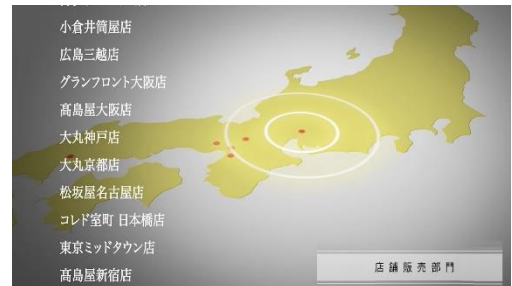 小倉井筒屋店
広島三越店
グランフロント大阪店
髙島屋大阪店
大丸神戸店
大丸京都店
松坂屋名古屋店
コレド室町 日本橋店
東京ミッドタウン店
髙島屋新宿店
店舗販売部門